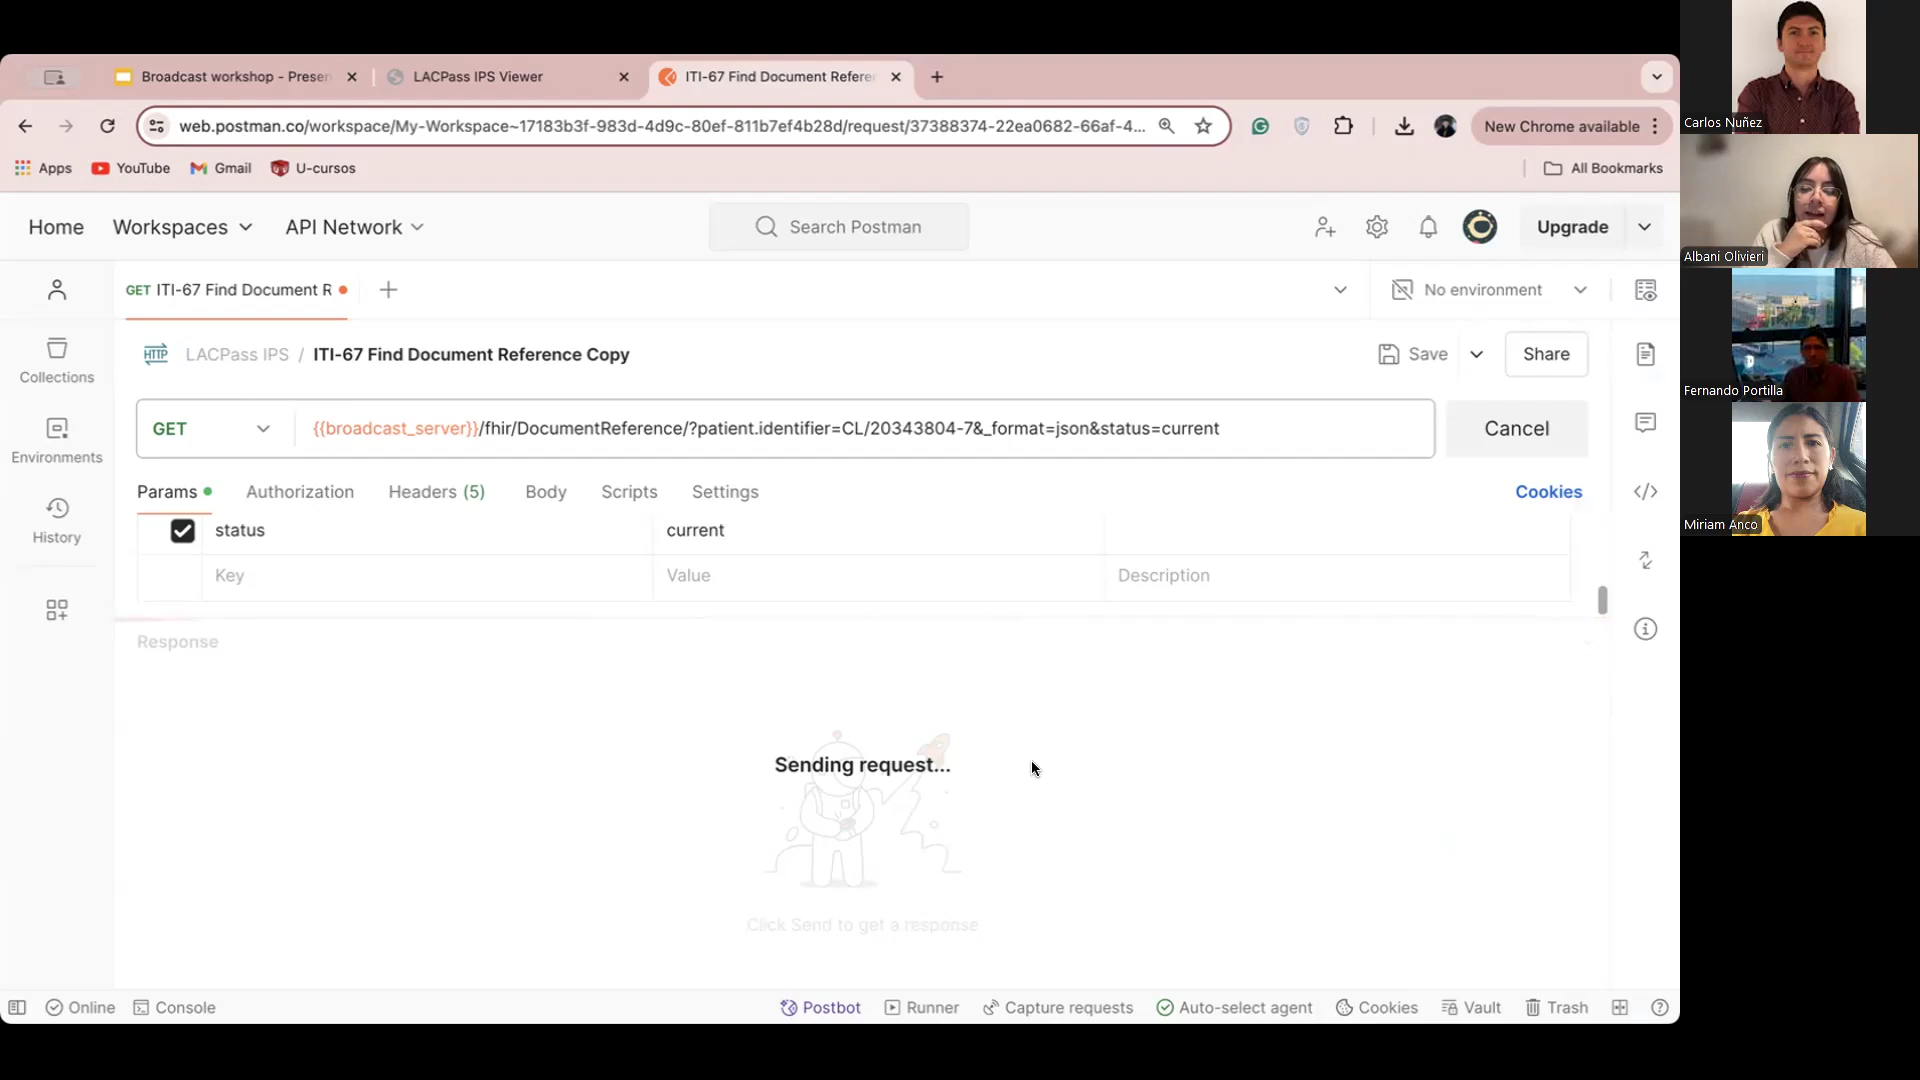 Broadcast workshop - Presen
LACPass IPS Viewer
ITI-67 Find Document Refere
web.postman.co/workspace/My-Workspace~17183b3f-983d-4d9c-80ef-811b7ef4b28d/request/37388374-22ea0682-66af-4...
New Chrome available
Apps
YouTube
Gmail
U-cursos
All Bookmarks
Home
Workspaces
API Network
Search Postman
Upgrade
GET ITI-67 Find Document R
No environment
HTTP LACPass IPS / ITI-67 Find Document Reference Copy
Save
Share
Collections
GET
{{broadcast_server}}/fhir/DocumentReference/?patient.identifier=CL/20343804-7&_format=json&status=current
Cancel
Environments
Params
Authorization
Headers (5)
Body
Scripts
Settings
Cookies
History
status
current
Key
Value
Description
Response
Sending request...
Click Send to get a response
Online
Console
Postbot
Runner
Capture requests
Auto-select agent
Cookies
Vault
Trash
Carlos Nuñez
Albani Olivieri
Fernando Portilla
Miriam Anco